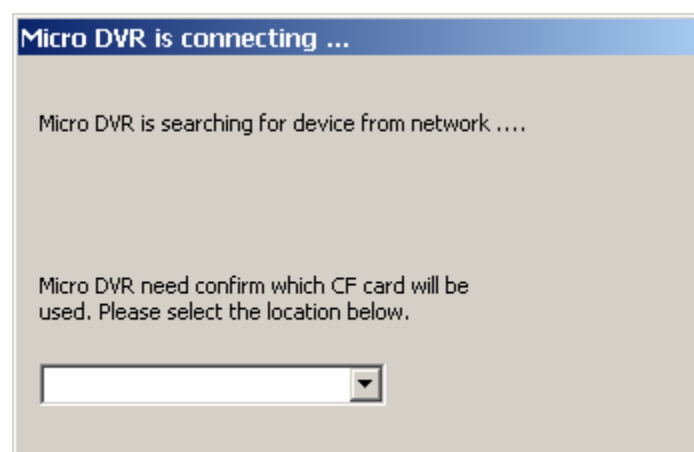 Micro DVR is connecting ...
Micro DVR is searching for device from network ....
Micro DVR need confirm which CF card will be
used. Please select the location below.